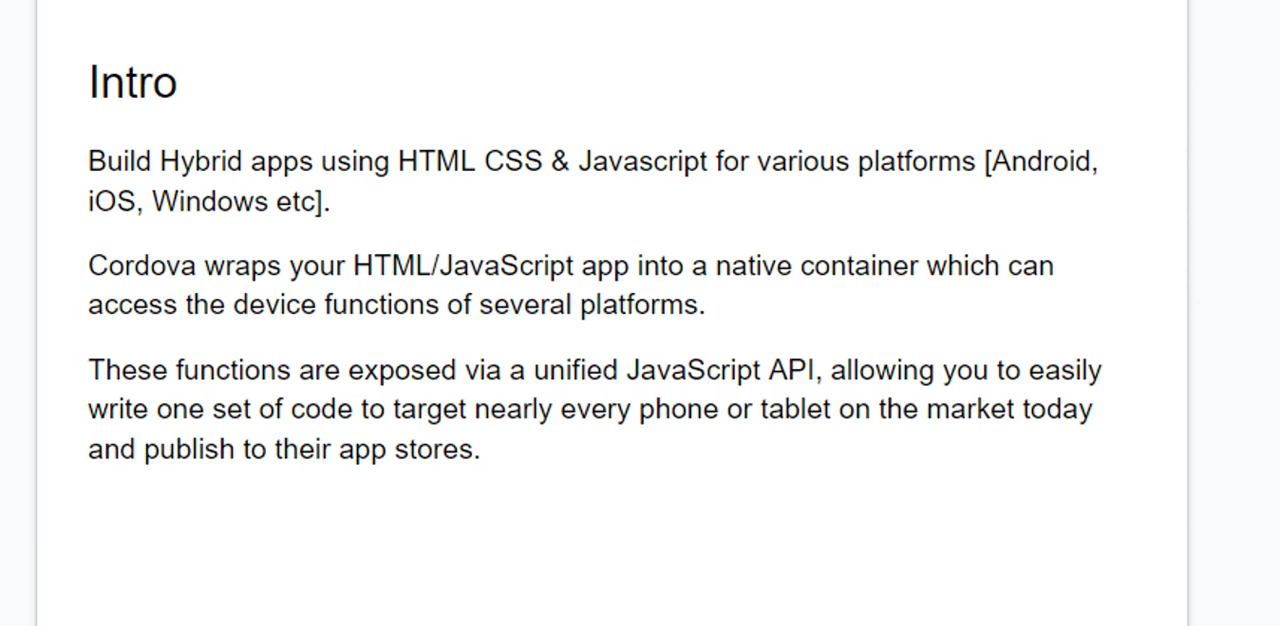 Intro
Build Hybrid apps using HTML CSS & Javascript for various platforms [Android,
iOS, Windows etc].
Cordova wraps your HTML/JavaScript app into a native container which can
access the device functions of several platforms.
These functions are exposed via a unified JavaScript API, allowing you to easily
write one set of code to target nearly every phone or tablet on the market today
and publish to their app stores.